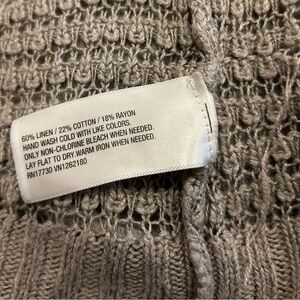 60% LINEN / 22% COTTON / 18% RAYON
HAND WASH COLD WITH LIKE COLORS.
ONLY NON-CHLORINE BLEACH WHEN NEEDED.
LAY FLAT TO DRY.WARM IRON WHEN NEEDED.
RN17730 VN1262180